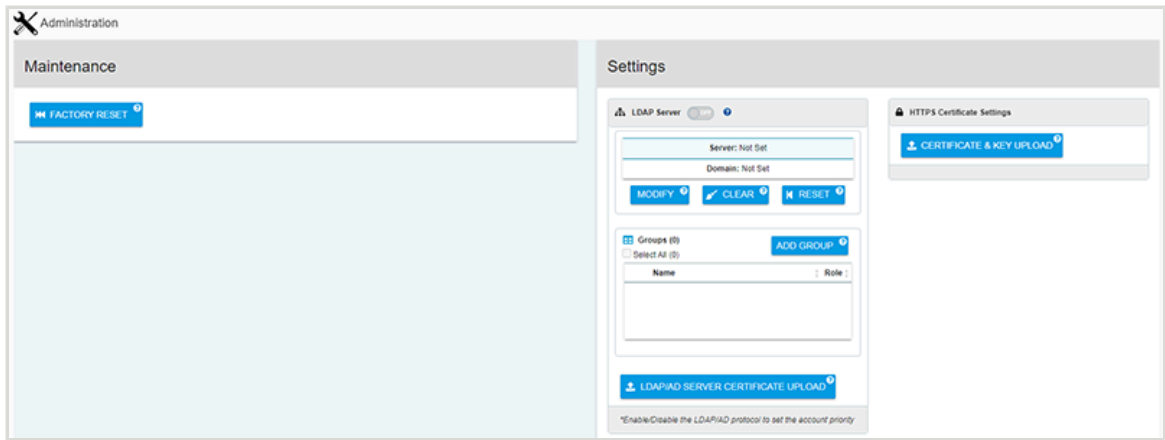 Administration
Maintenance
FACTORY RESET
Settings
LDAP Server OFF
Server: Not Set
Domain: Not Set
MODIFY
CLEAR
RESET
Groups (0)
Select All (0)
ADD GROUP
Name
Role
LDAP/AD SERVER CERTIFICATE UPLOAD
*Enable/Disable the LDAP/AD protocol to set the account priority
HTTPS Certificate Settings
CERTIFICATE & KEY UPLOAD